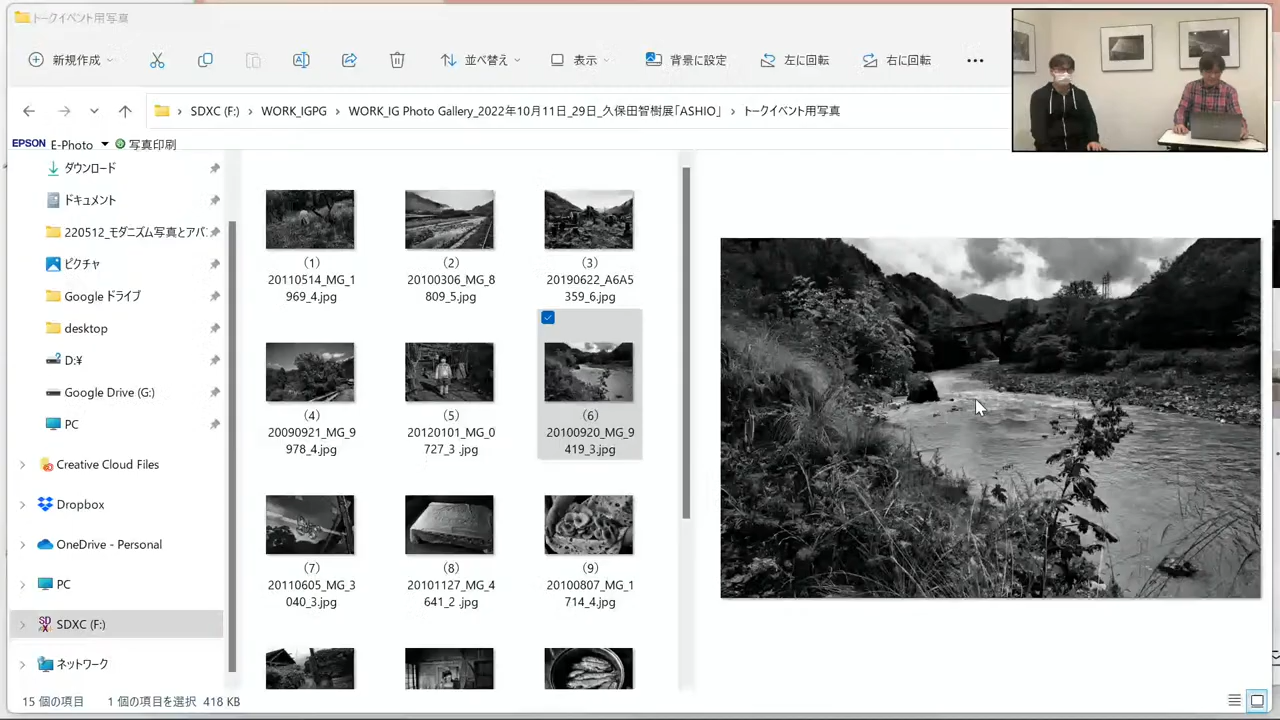 トークイベント用写真
新規作成
並べ替え
表示
背景に設定
左に回転
右に回転
SDXC (F:) › WORK_IGPG › WORK_IG Photo Gallery_2022年10月11日_29日_久保田智樹展「ASHIO」 › トークイベント用写真
EPSON E-Photo 写真印刷
ダウンロード
ドキュメント
220512_モダニズム写真とアバ
ピクチャ
Google ドライブ
desktop
D:¥
Google Drive (G:)
PC
Creative Cloud Files
Dropbox
OneDrive - Personal
PC
SDXC (F:)
ネットワーク
(1)
20110514_MG_1
969_4.jpg
(2)
20100306_MG_8
809_5.jpg
(3)
20190622_A6A5
359_6.jpg
(4)
20090921_MG_9
978_4.jpg
(5)
20120101_MG_0
727_3 .jpg
(6)
20100920_MG_9
419_3.jpg
(7)
20110605_MG_3
040_3.jpg
(8)
20101127_MG_4
641_2 .jpg
(9)
20100807_MG_1
714_4.jpg
15 個の項目
1 個の項目を選択 418 KB